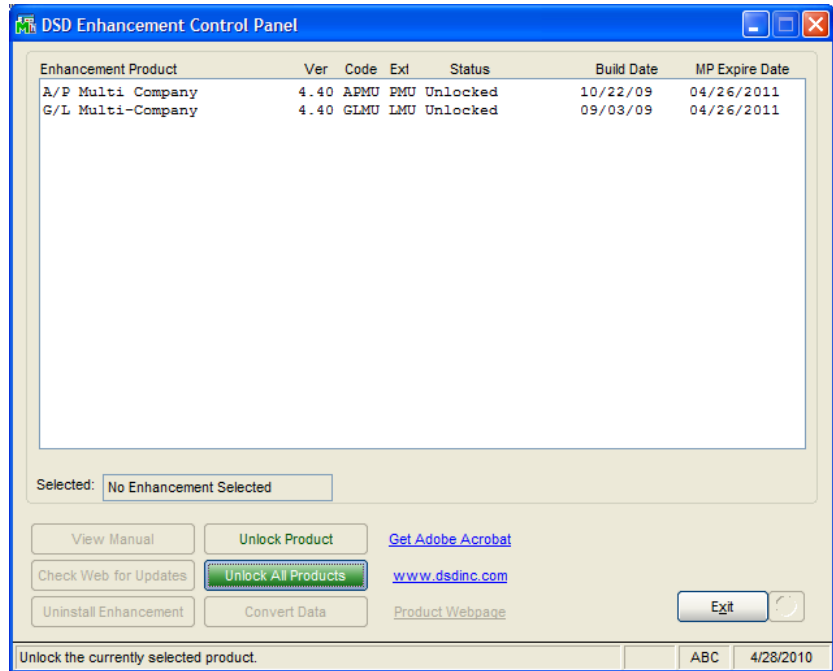 DSD Enhancement Control Panel
Enhancement Product Ver Code Ext Status Build Date MP Expire Date
A/P Multi Company 4.40 APMU PMU Unlocked 10/22/09 04/26/2011
G/L Multi-Company 4.40 GLMU LMU Unlocked 09/03/09 04/26/2011
Selected: No Enhancement Selected
View Manual Unlock Product Get Adobe Acrobat
Check Web for Updates Unlock All Products www.dsdinc.com
Uninstall Enhancement Convert Data Product Webpage Exit
Unlock the currently selected product. ABC 4/28/2010